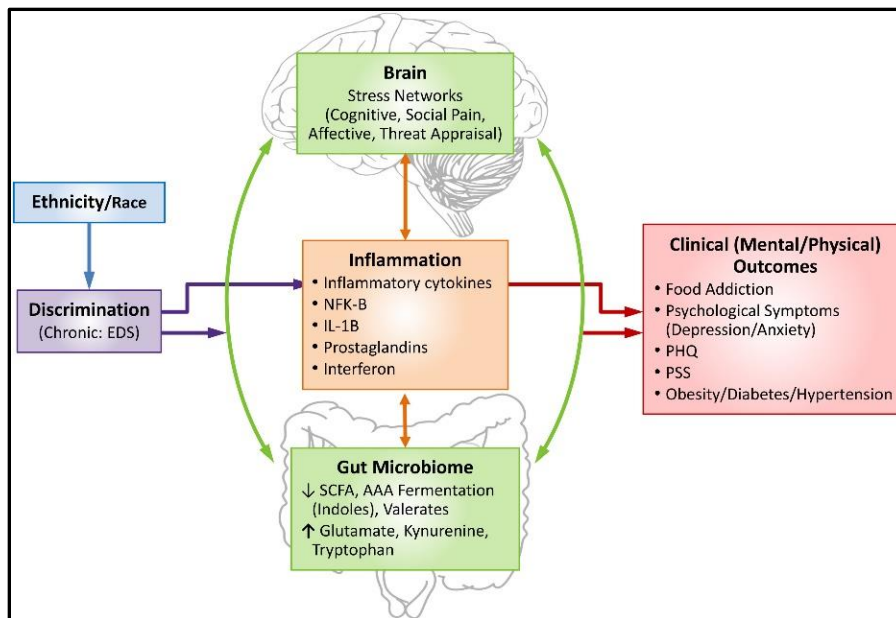 Brain
Stress Networks
(Cognitive, Social Pain,
Affective, Threat Appraisal)
Ethnicity/Race
Discrimination
(Chronic: EDS)
Inflammation
• Inflammatory cytokines
• NFK-B
• IL-1B
• Prostaglandins
• Interferon
Clinical (Mental/Physical)
Outcomes
• Food Addiction
• Psychological Symptoms
(Depression/Anxiety)
• PHQ
• PSS
• Obesity/Diabetes/Hypertension
Gut Microbiome
↓ SCFA, AAA Fermentation
(Indoles), Valerates
↑ Glutamate, Kynurenine,
Tryptophan